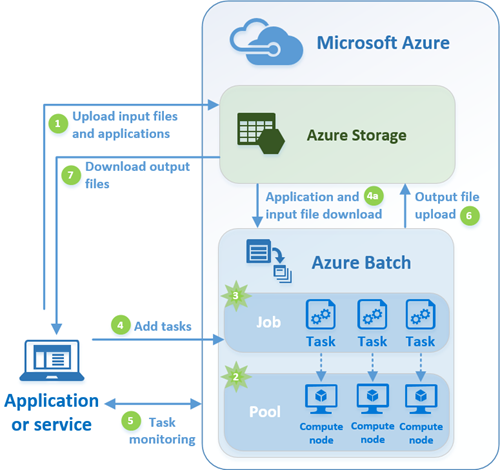 Microsoft Azure
1 Upload input files
and applications
Azure Storage
7 Download output
files
Application and 4a
input file download
Output file
upload 6
Azure Batch
3
Job
Task Task Task
4 Add tasks
2
Pool
Compute node
Compute node
Compute node
Application
or service
5 Task
monitoring